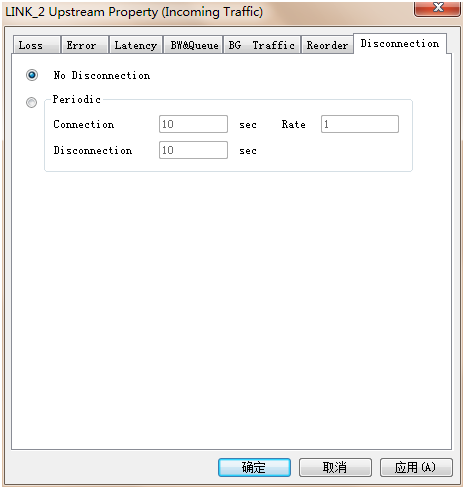 LINK_2 Upstream Property (Incoming Traffic)
Loss Error Latency BW&Queue BG Traffic Reorder Disconnection
No Disconnection
Periodic
Connection 10 sec Rate 1
Disconnection 10 sec
确定 取消 应用(A)